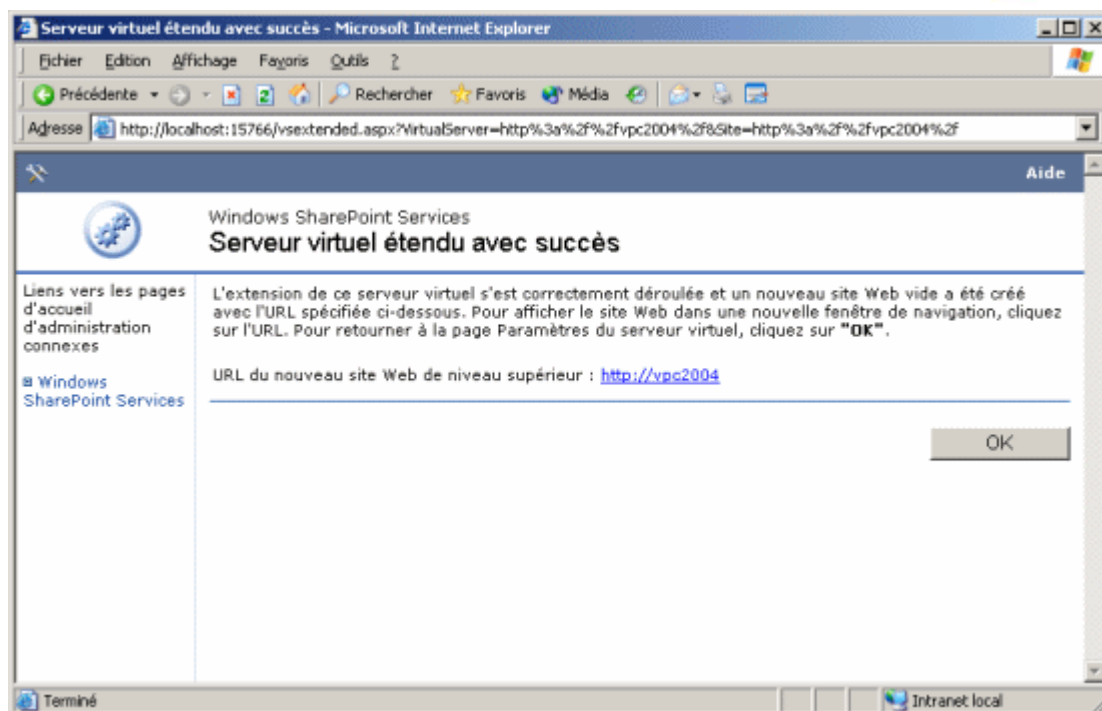 Serveur virtuel étendu avec succès - Microsoft Internet Explorer
Fichier Edition Affichage Favoris Outils ?
Précédente Rechercher Favoris Média
Adresse http://localhost:15766/vsextended.aspx?VirtualServer=http%3a%2f%2fvpc2004%2f&Site=http%3a%2f%2fvpc2004%2f
Aide
Windows SharePoint Services
Serveur virtuel étendu avec succès
Liens vers les pages
d'accueil
d'administration
connexes
Windows
SharePoint Services
L'extension de ce serveur virtuel s'est correctement déroulée et un nouveau site Web vide a été créé
avec l'URL spécifiée ci-dessous. Pour afficher le site Web dans une nouvelle fenêtre de navigation, cliquez
sur l'URL. Pour retourner à la page Paramètres du serveur virtuel, cliquez sur "OK".
URL du nouveau site Web de niveau supérieur : http://vpc2004
OK
Terminé
Intranet local